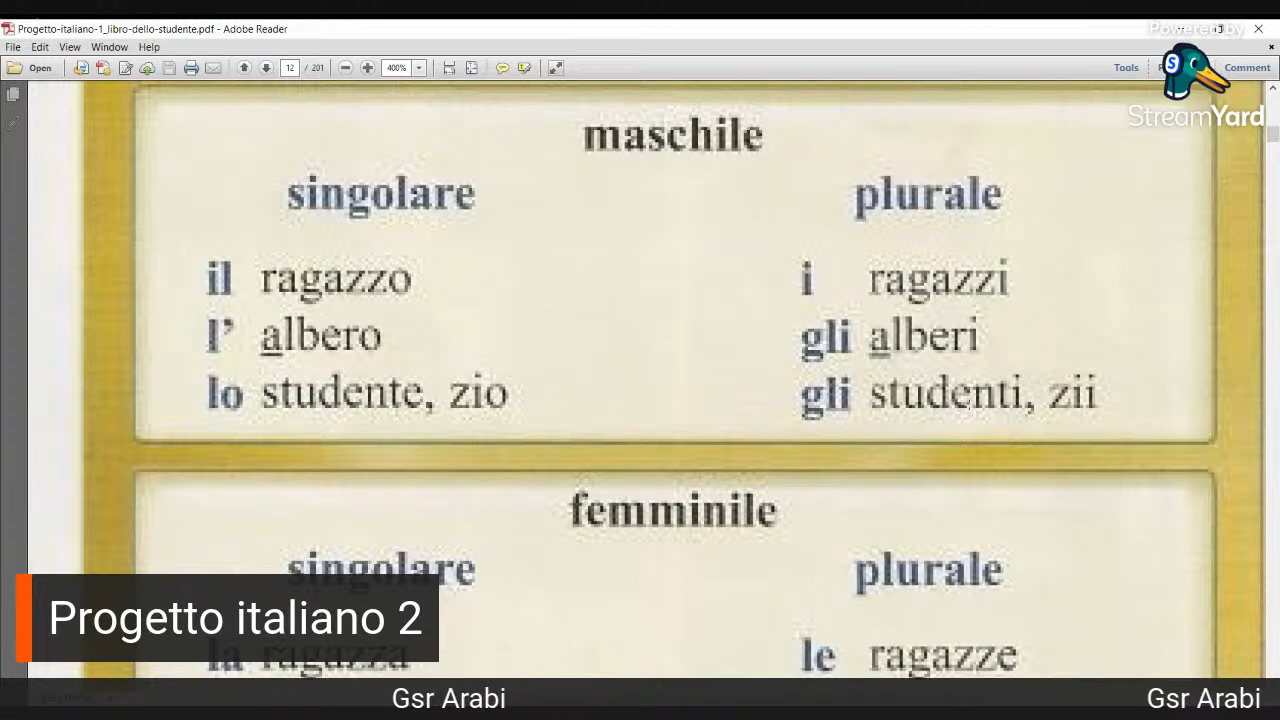 Progetto-italiano-1_libro-dello-studente.pdf - Adobe Reader
Powered by
File Edit View Window Help
Open 12 / 201 400% Tools Comment
StreamYard
maschile
singolare plurale
il ragazzo i ragazzi
l’ albero gli alberi
lo studente, zio gli studenti, zii
femminile
singolare plurale
Progetto italiano 2
la ragazza le ragazze
Gsr Arabi Gsr Arabi